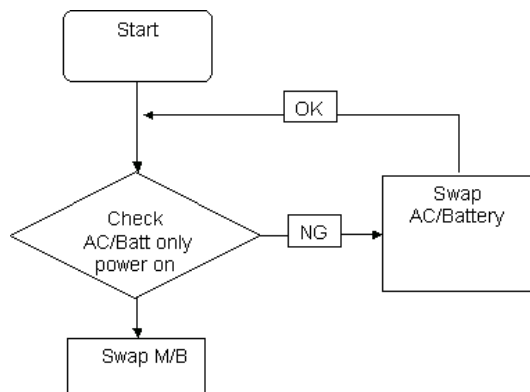 Start
OK
Check
AC/Batt only
power on
NG
Swap
AC/Battery
Swap M/B